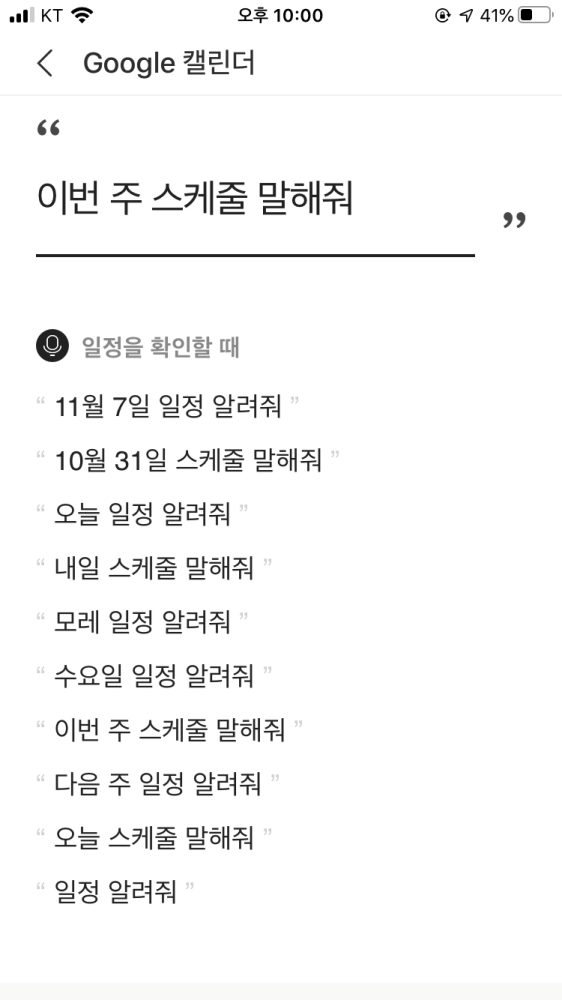 KT 오후 10:00 41%
Google 캘린더
“
이번 주 스케줄 말해줘
”
일정을 확인할 때
“ 11월 7일 일정 알려줘 ”
“ 10월 31일 스케줄 말해줘 ”
“ 오늘 일정 알려줘 ”
“ 내일 스케줄 말해줘 ”
“ 모레 일정 알려줘 ”
“ 수요일 일정 알려줘 ”
“ 이번 주 스케줄 말해줘 ”
“ 다음 주 일정 알려줘 ”
“ 오늘 스케줄 말해줘 ”
“ 일정 알려줘 ”